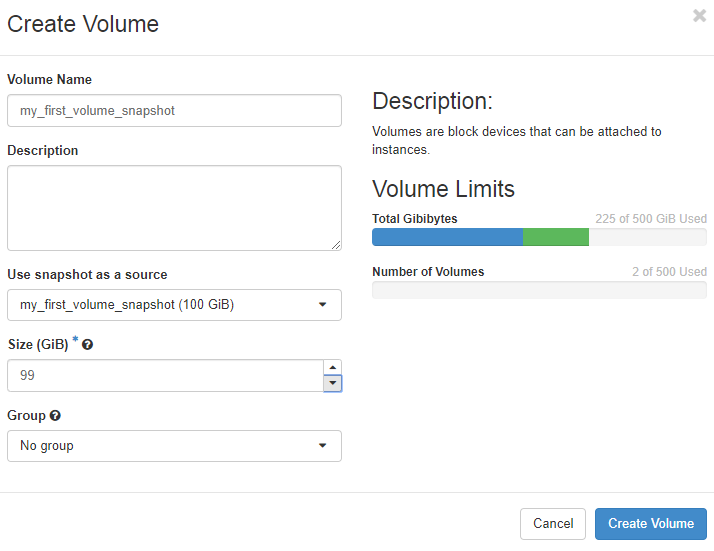 Create Volume
Volume Name
my_first_volume_snapshot
Description
Use snapshot as a source
my_first_volume_snapshot (100 GiB)
Size (GiB) *
99
Group
No group
Description:
Volumes are block devices that can be attached to
instances.
Volume Limits
Total Gibibytes 225 of 500 GiB Used
Number of Volumes 2 of 500 Used
Cancel Create Volume